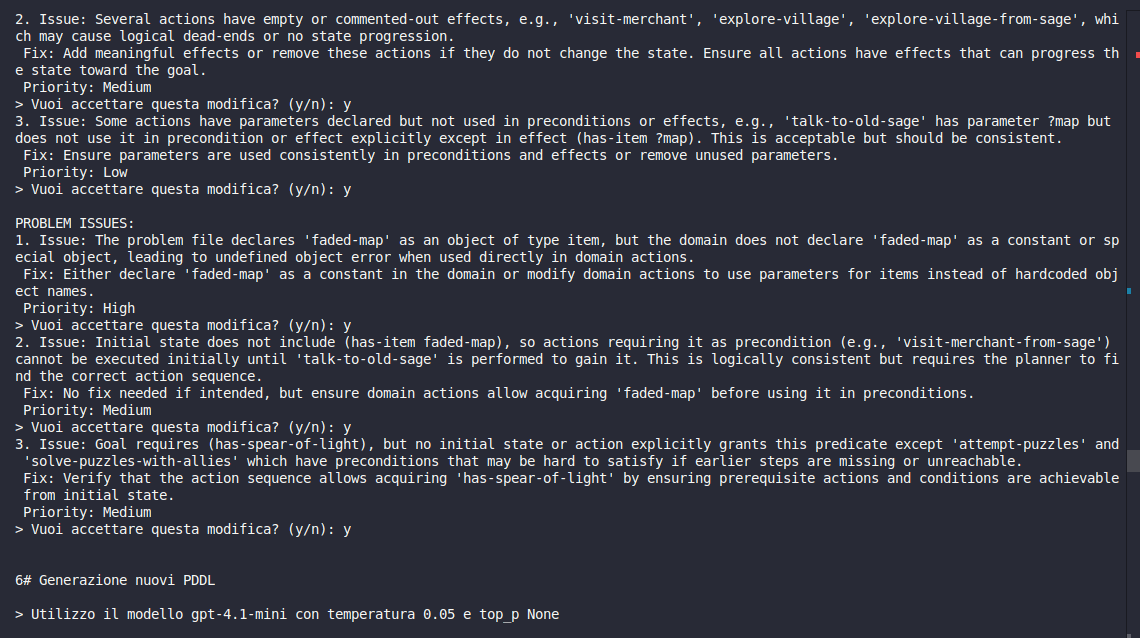 2. Issue: Several actions have empty or commented-out effects, e.g., 'visit-merchant', 'explore-village', 'explore-village-from-sage', whi
ch may cause logical dead-ends or no state progression.
 Fix: Add meaningful effects or remove these actions if they do not change the state. Ensure all actions have effects that can progress th
e state toward the goal.
 Priority: Medium
> Vuoi accettare questa modifica? (y/n): y
3. Issue: Some actions have parameters declared but not used in preconditions or effects, e.g., 'talk-to-old-sage' has parameter ?map but
does not use it in precondition or effect explicitly except in effect (has-item ?map). This is acceptable but should be consistent.
 Fix: Ensure parameters are used consistently in preconditions and effects or remove unused parameters.
 Priority: Low
> Vuoi accettare questa modifica? (y/n): y

PROBLEM ISSUES:
1. Issue: The problem file declares 'faded-map' as an object of type item, but the domain does not declare 'faded-map' as a constant or sp
ecial object, leading to undefined object error when used directly in domain actions.
 Fix: Either declare 'faded-map' as a constant in the domain or modify domain actions to use parameters for items instead of hardcoded obj
ect names.
 Priority: High
> Vuoi accettare questa modifica? (y/n): y
2. Issue: Initial state does not include (has-item faded-map), so actions requiring it as precondition (e.g., 'visit-merchant-from-sage')
cannot be executed initially until 'talk-to-old-sage' is performed to gain it. This is logically consistent but requires the planner to fi
nd the correct action sequence.
 Fix: No fix needed if intended, but ensure domain actions allow acquiring 'faded-map' before using it in preconditions.
 Priority: Medium
> Vuoi accettare questa modifica? (y/n): y
3. Issue: Goal requires (has-spear-of-light), but no initial state or action explicitly grants this predicate except 'attempt-puzzles' and
 'solve-puzzles-with-allies' which have preconditions that may be hard to satisfy if earlier steps are missing or unreachable.
 Fix: Verify that the action sequence allows acquiring 'has-spear-of-light' by ensuring prerequisite actions and conditions are achievable
 from initial state.
 Priority: Medium
> Vuoi accettare questa modifica? (y/n): y

6# Generazione nuovi PDDL

> Utilizzo il modello gpt-4.1-mini con temperatura 0.05 e top_p None